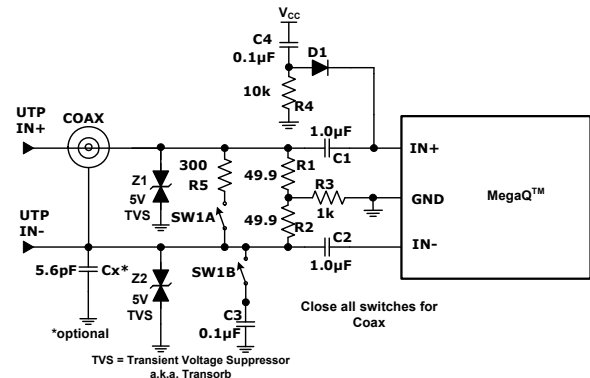 VCC
C4
0.1µF
D1
10k
R4
UTP
IN+
COAX
1.0µF
C1
IN+
Z1
5V
TVS
300
R5
49.9
R1
R3
1k
GND
MegaQTM
SW1A
49.9
R2
UTP
IN-
C2
1.0µF
IN-
5.6pF
Cx*
Z2
5V
TVS
SW1B
C3
0.1µF
Close all switches for
Coax
*optional
TVS = Transient Voltage Suppressor
a.k.a. Transorb